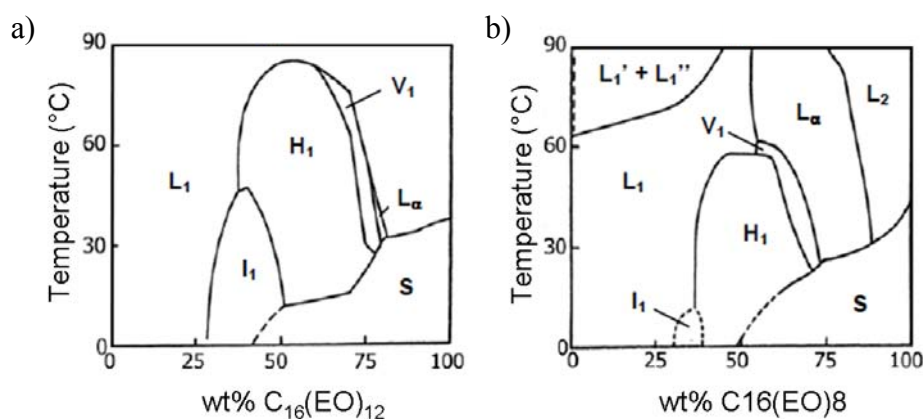 a)
90
60
30
0
Temperature (°C)
L₁
H₁
V₁
I₁
Lα
S
0 25 50 75 100
wt% C₁₆(EO)₁₂
b)
90
60
30
0
Temperature (°C)
L₁' + L₁''
L₂
Lα
V₁
L₁
H₁
I₁
S
0 25 50 75 100
wt% C16(EO)8